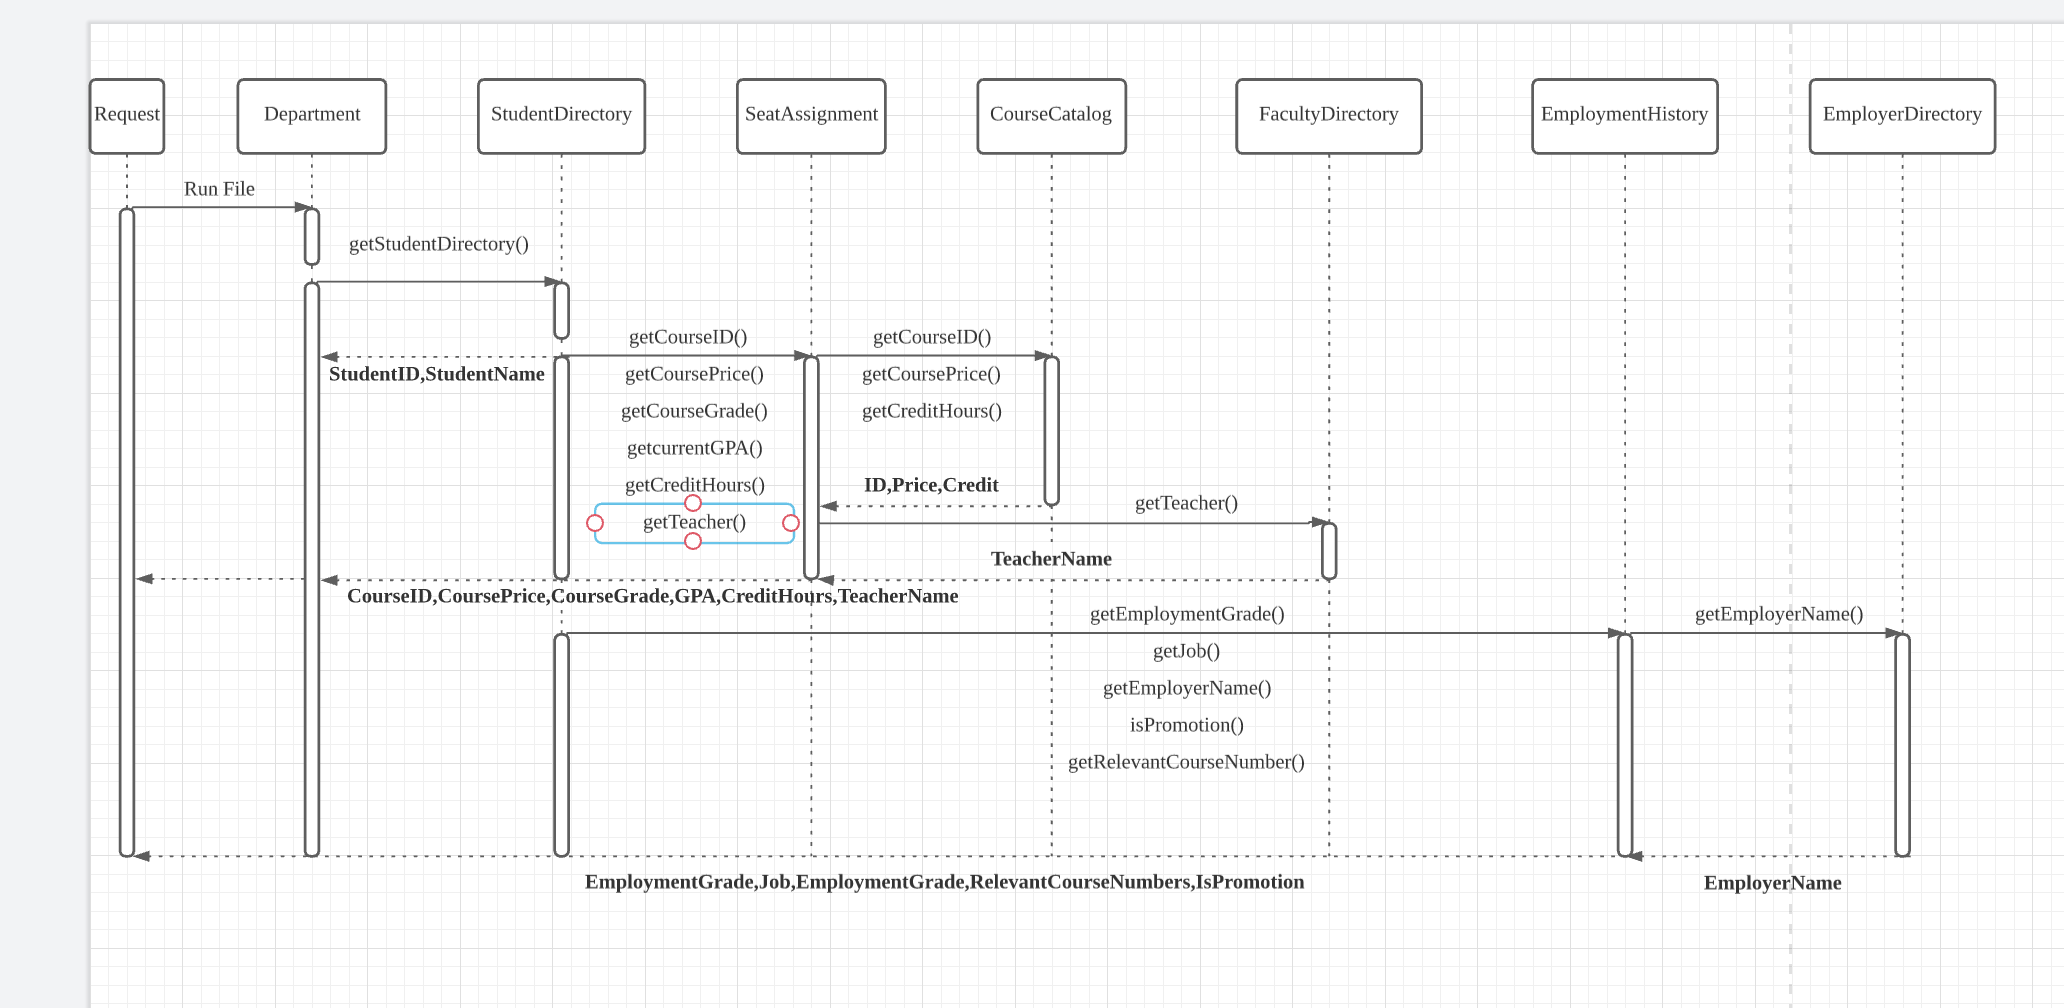 Request
Department
StudentDirectory
SeatAssignment
CourseCatalog
FacultyDirectory
EmploymentHistory
EmployerDirectory
Run File
getStudentDirectory()
getCourseID()
getCourseID()
StudentID,StudentName
getCoursePrice()
getCoursePrice()
getCourseGrade()
getCreditHours()
getcurrentGPA()
getCreditHours()
ID,Price,Credit
getTeacher()
getTeacher()
TeacherName
CourseID,CoursePrice,CourseGrade,GPA,CreditHours,TeacherName
getEmploymentGrade()
getEmployerName()
getJob()
getEmployerName()
isPromotion()
getRelevantCourseNumber()
EmploymentGrade,Job,EmploymentGrade,RelevantCourseNumbers,IsPromotion
EmployerName